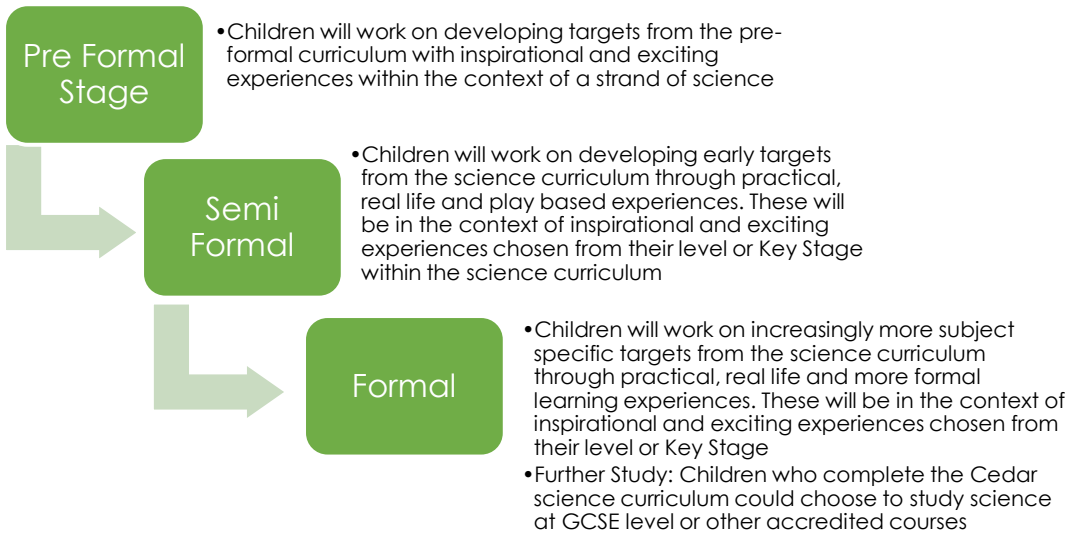 Pre Formal
Stage
•Children will work on developing targets from the pre-
formal curriculum with inspirational and exciting
experiences within the context of a strand of science
Semi
Formal
•Children will work on developing early targets
from the science curriculum through practical,
real life and play based experiences. These will
be in the context of inspirational and exciting
experiences chosen from their level or Key Stage
within the science curriculum
Formal
•Children will work on increasingly more subject
specific targets from the science curriculum
through practical, real life and more formal
learning experiences. These will be in the context of
inspirational and exciting experiences chosen from
their level or Key Stage
•Further Study: Children who complete the Cedar
science curriculum could choose to study science
at GCSE level or other accredited courses